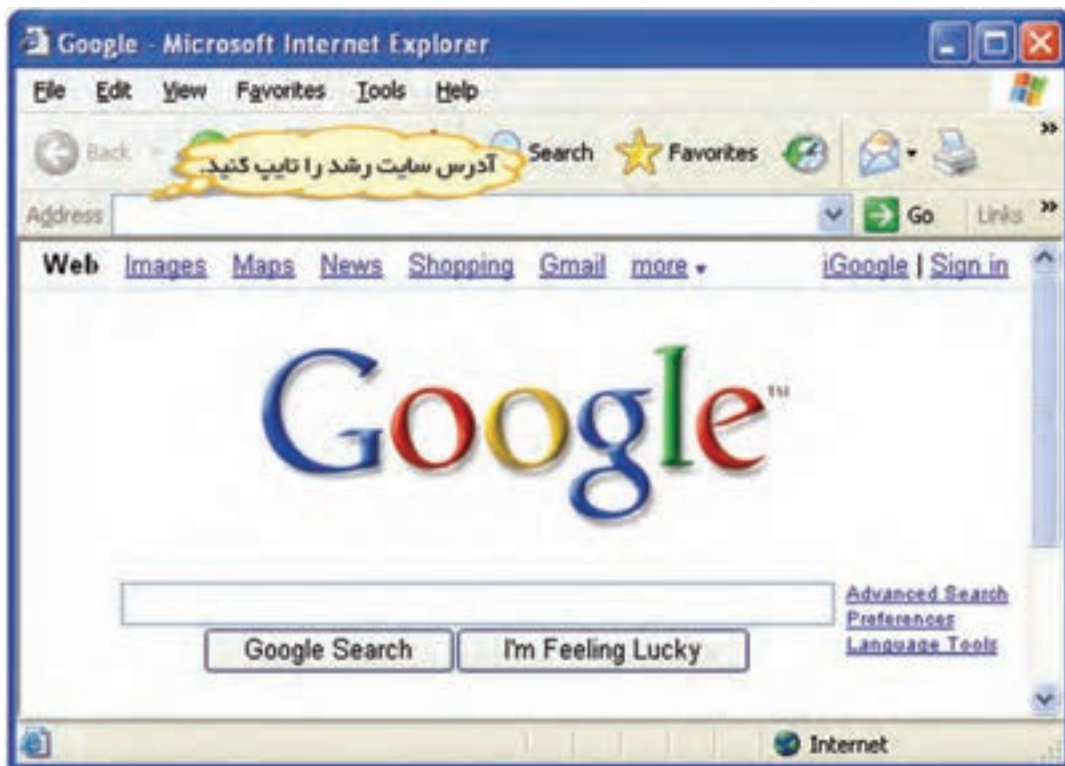 Google - Microsoft Internet Explorer
File Edit View Favorites Tools Help
Back Search Favorites »
آدرس سایت رشد را تایپ کنید.
Address Go Links »
Web Images Maps News Shopping Gmail more ▾ iGoogle | Sign in
Google™
Advanced Search
Preferences
Google Search I'm Feeling Lucky Language Tools
Internet